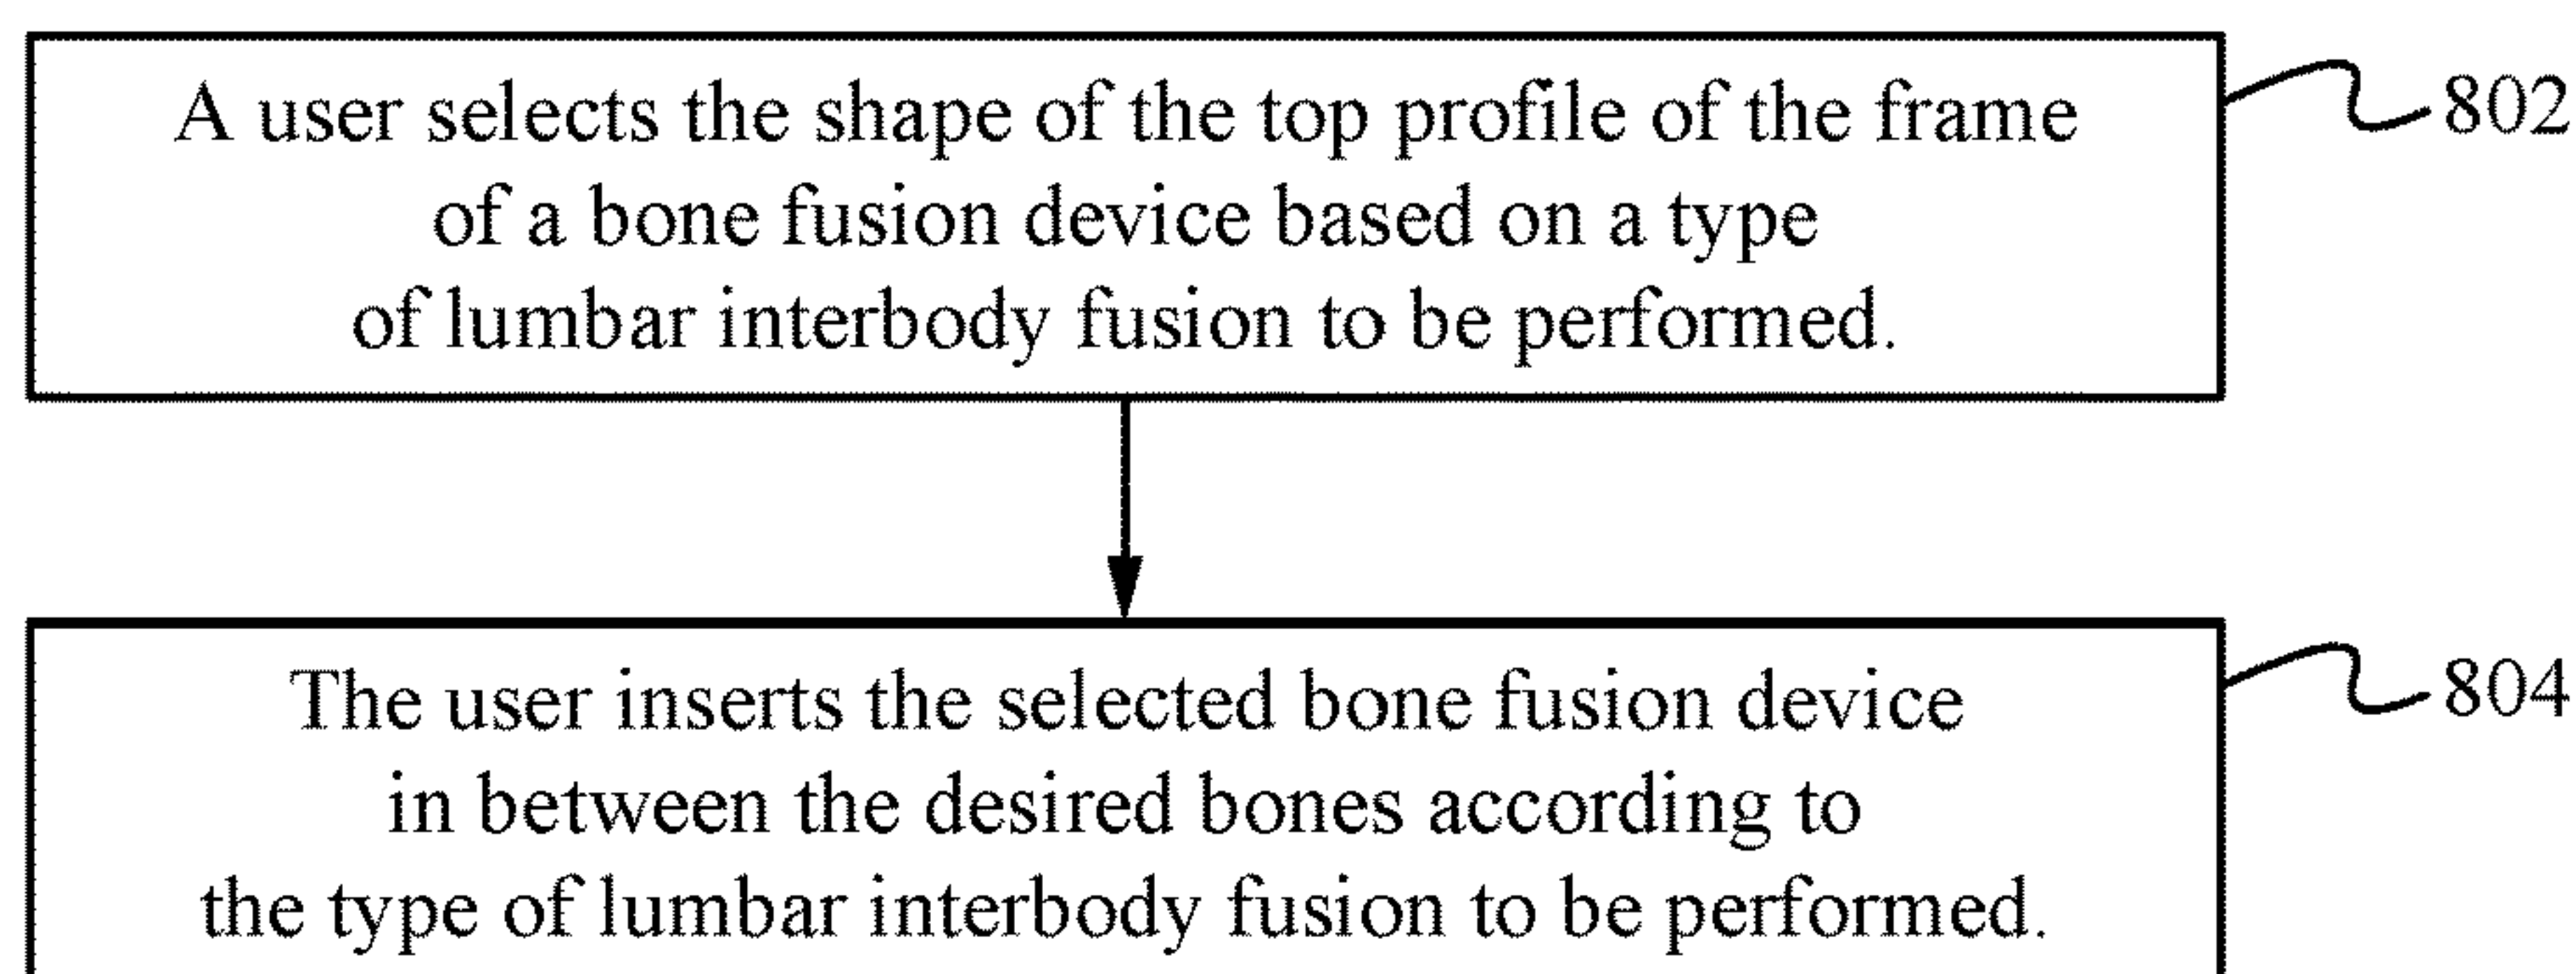 A user selects the shape of the top profile of the frame
802
of a bone fusion device based on a type
of lumbar interbody fusion to be performed.
The user inserts the selected bone fusion device
804
in between the desired bones according to
the type of lumbar interbody fusion to be performed.